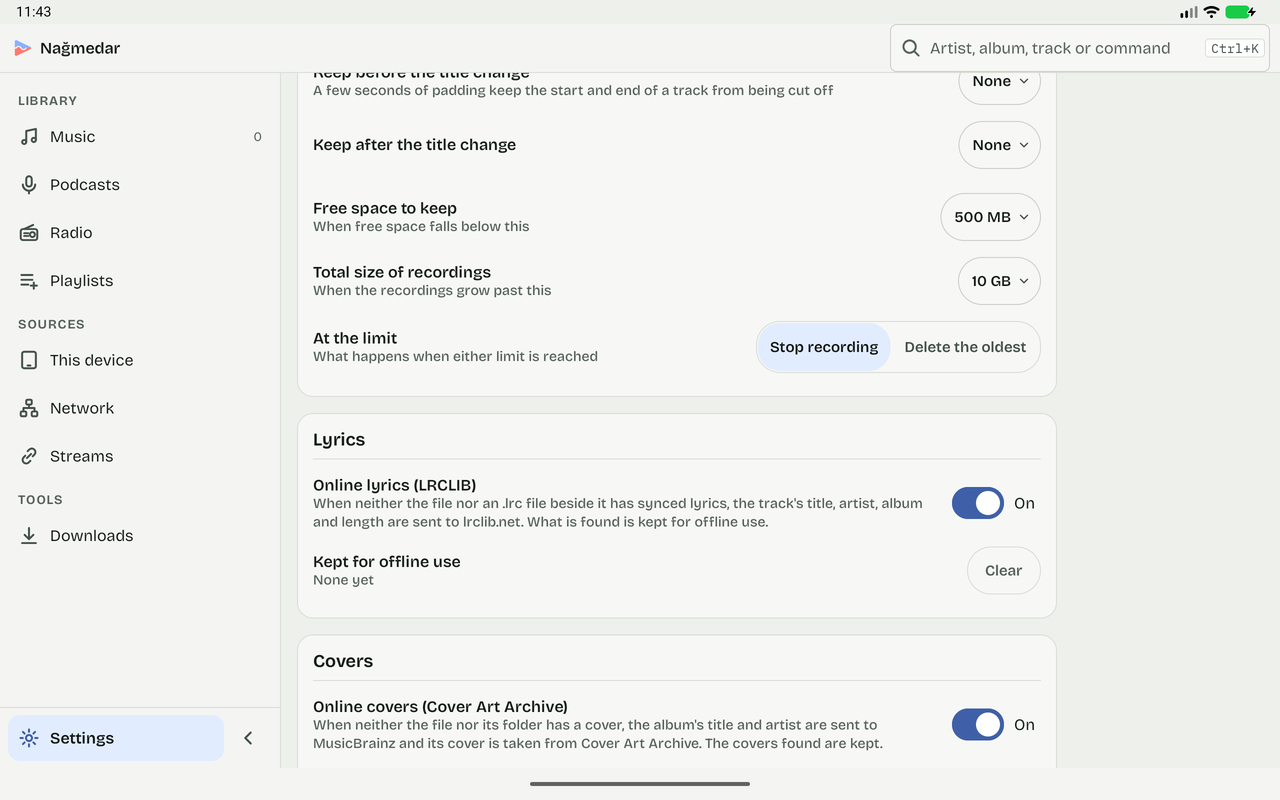 11:43
Nağmedar
Artist, album, track or command
Ctrl+K
LIBRARY
Music
0
Podcasts
Radio
Playlists
SOURCES
This device
Network
Streams
TOOLS
Downloads
Settings
Keep before the title change
A few seconds of padding keep the start and end of a track from being cut off
None
Keep after the title change
None
Free space to keep
When free space falls below this
500 MB
Total size of recordings
When the recordings grow past this
10 GB
At the limit
What happens when either limit is reached
Stop recording
Delete the oldest
Lyrics
Online lyrics (LRCLIB)
When neither the file nor an .lrc file beside it has synced lyrics, the track's title, artist, album
and length are sent to lrclib.net. What is found is kept for offline use.
On
Kept for offline use
None yet
Clear
Covers
Online covers (Cover Art Archive)
When neither the file nor its folder has a cover, the album's title and artist are sent to
MusicBrainz and its cover is taken from Cover Art Archive. The covers found are kept.
On